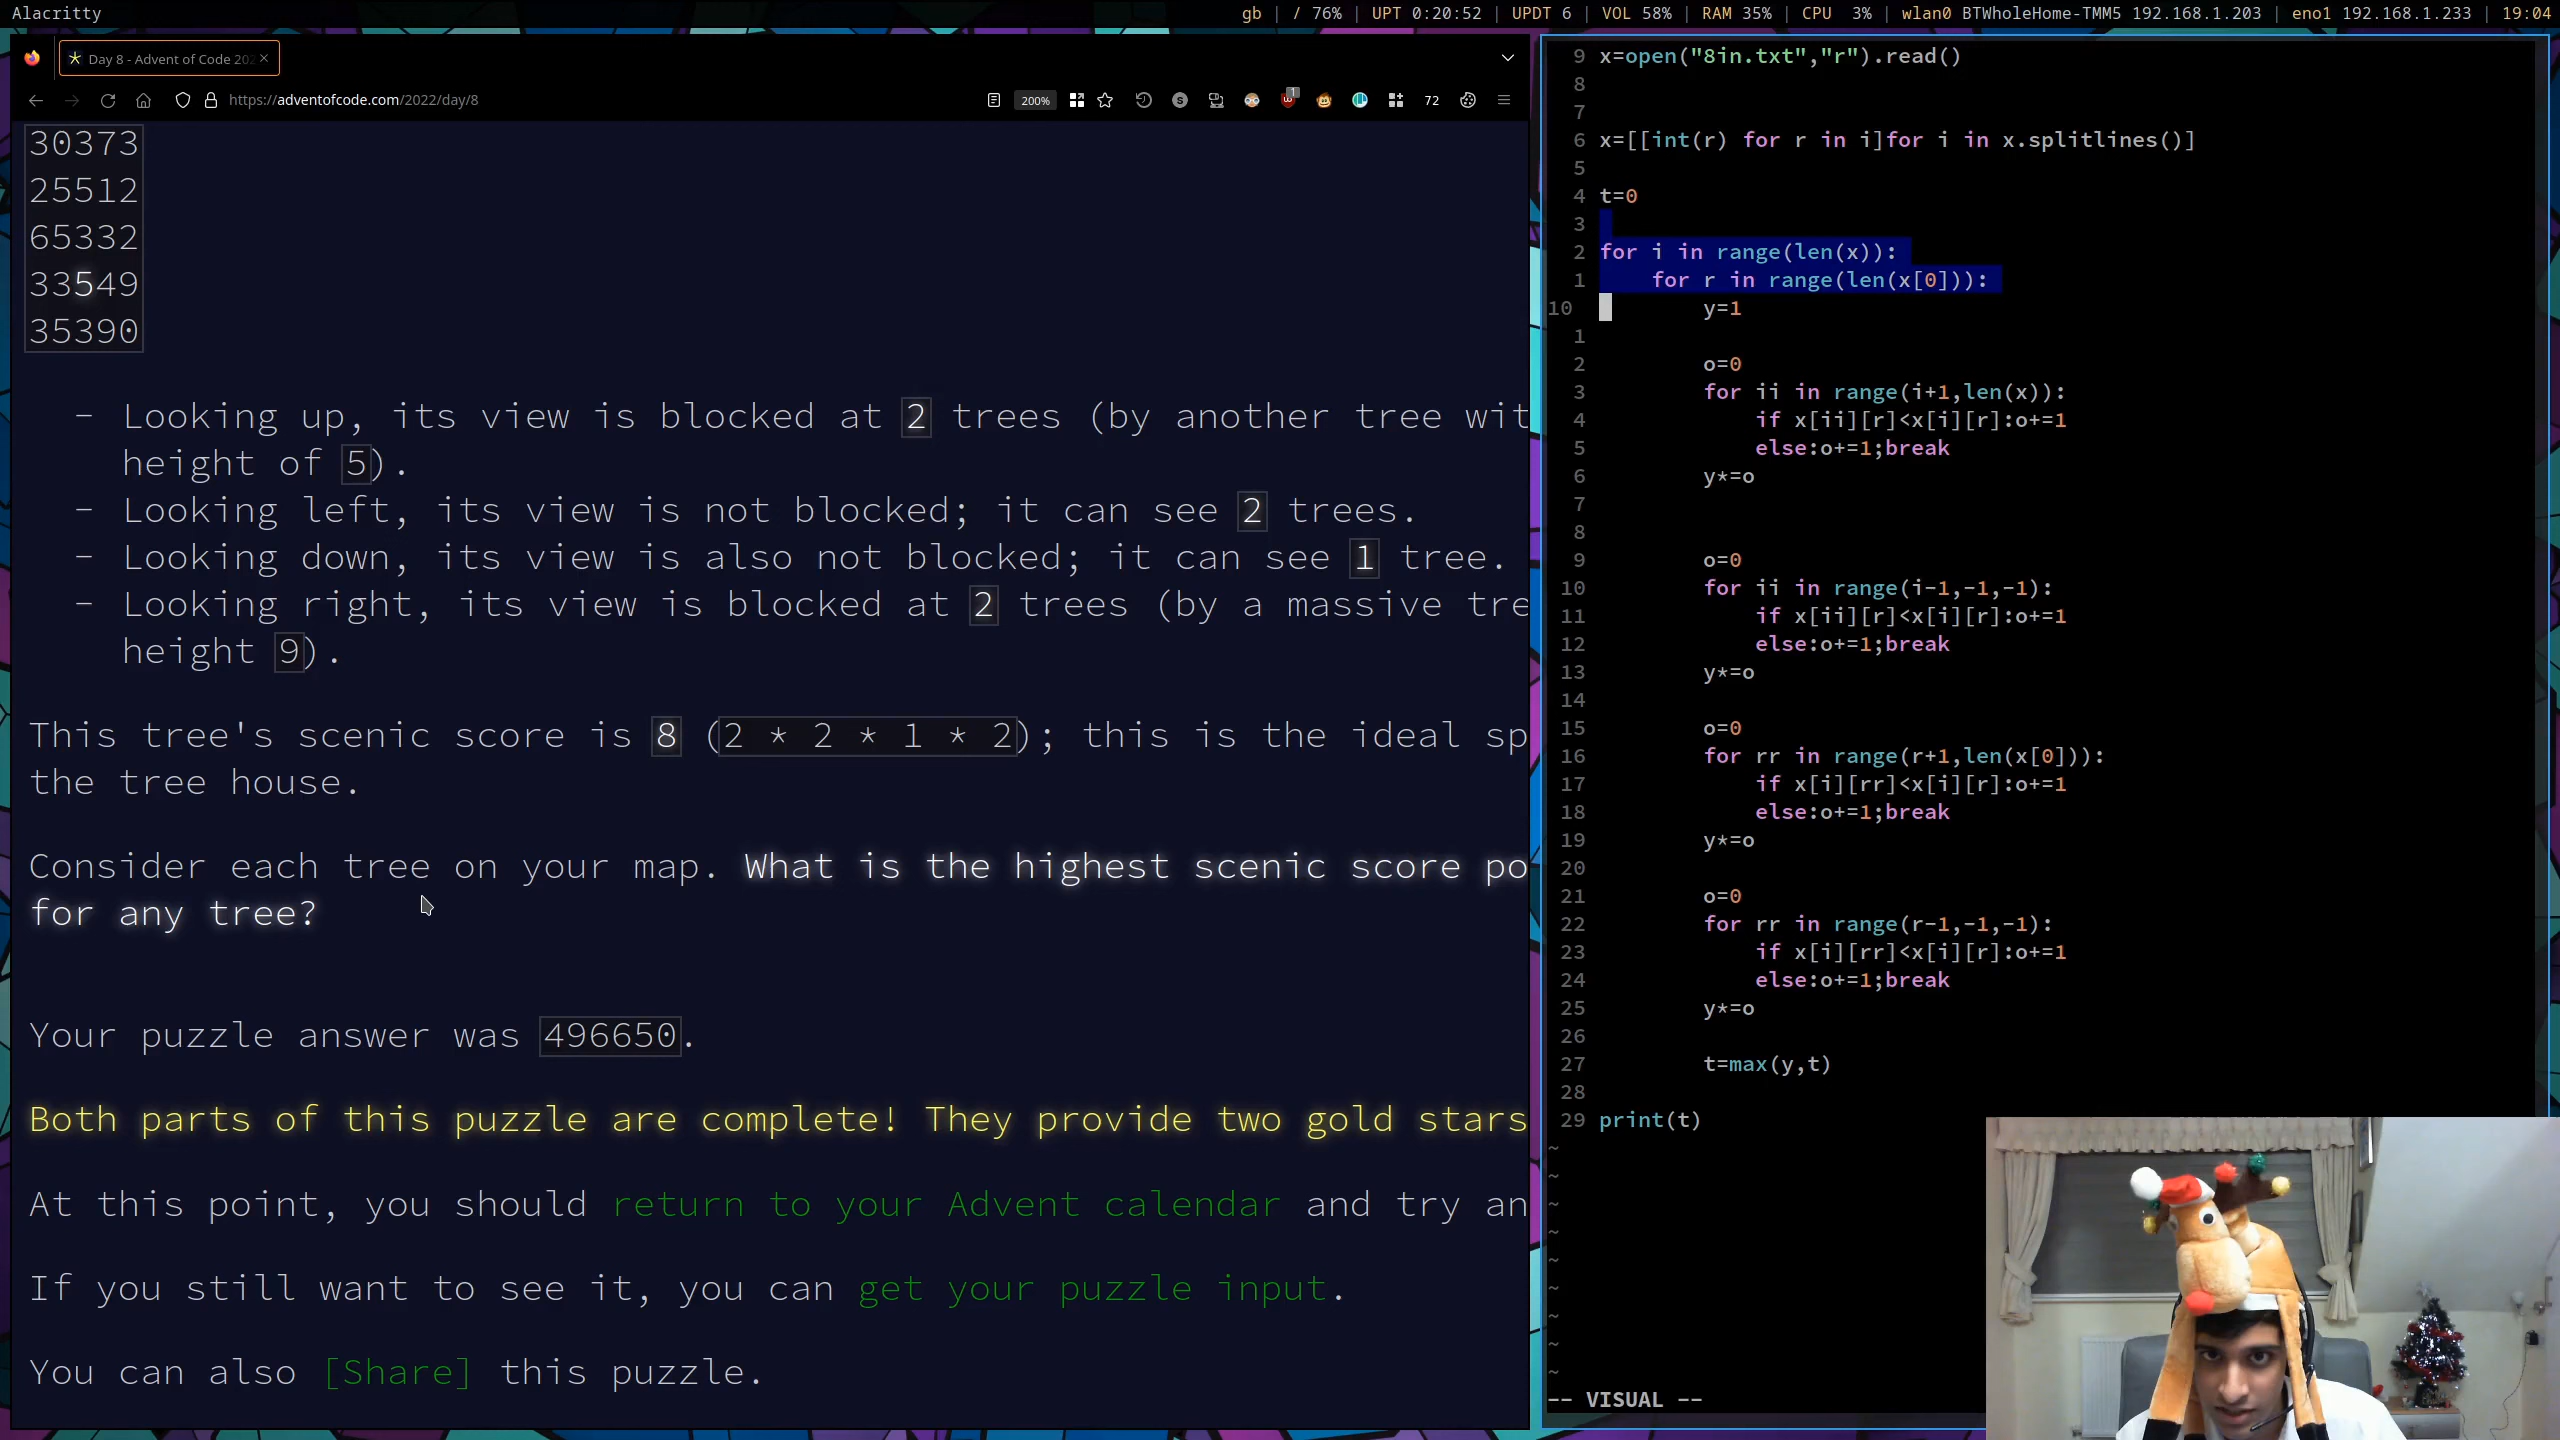 Alacritty
gb | / 76% | UPT 0:20:52 | UPDT 6 | VOL 58% | RAM 35% | CPU 3% | wlan0 BTWholeHome-TMM5 192.168.1.203 | eno1 192.168.1.233 | 19:04
Day 8 - Advent of Code 202
https://adventofcode.com/2022/day/8
200%
1
72
30373
25512
65332
33549
35390
- Looking up, its view is blocked at 2 trees (by another tree wit
height of 5).
- Looking left, its view is not blocked; it can see 2 trees.
- Looking down, its view is also not blocked; it can see 1 tree.
- Looking right, its view is blocked at 2 trees (by a massive tre
height 9).
This tree's scenic score is 8 (2 * 2 * 1 * 2); this is the ideal sp
the tree house.
Consider each tree on your map. What is the highest scenic score po
for any tree?
Your puzzle answer was 496650.
Both parts of this puzzle are complete! They provide two gold stars
At this point, you should return to your Advent calendar and try an
If you still want to see it, you can get your puzzle input.
You can also [Share] this puzzle.
9 x=open("8in.txt","r").read()
8
7
6 x=[[int(r) for r in i]for i in x.splitlines()]
5
4 t=0
3
2 for i in range(len(x)):
1     for r in range(len(x[0])):
10         y=1
1
2         o=0
3         for ii in range(i+1,len(x)):
4             if x[ii][r]<x[i][r]:o+=1
5             else:o+=1;break
6         y*=o
7
8
9         o=0
10         for ii in range(i-1,-1,-1):
11             if x[ii][r]<x[i][r]:o+=1
12             else:o+=1;break
13         y*=o
14
15         o=0
16         for rr in range(r+1,len(x[0])):
17             if x[i][rr]<x[i][r]:o+=1
18             else:o+=1;break
19         y*=o
20
21         o=0
22         for rr in range(r-1,-1,-1):
23             if x[i][rr]<x[i][r]:o+=1
24             else:o+=1;break
25         y*=o
26
27         t=max(y,t)
28
29 print(t)
~
~
~
~
~
~
~
~
~
-- VISUAL --